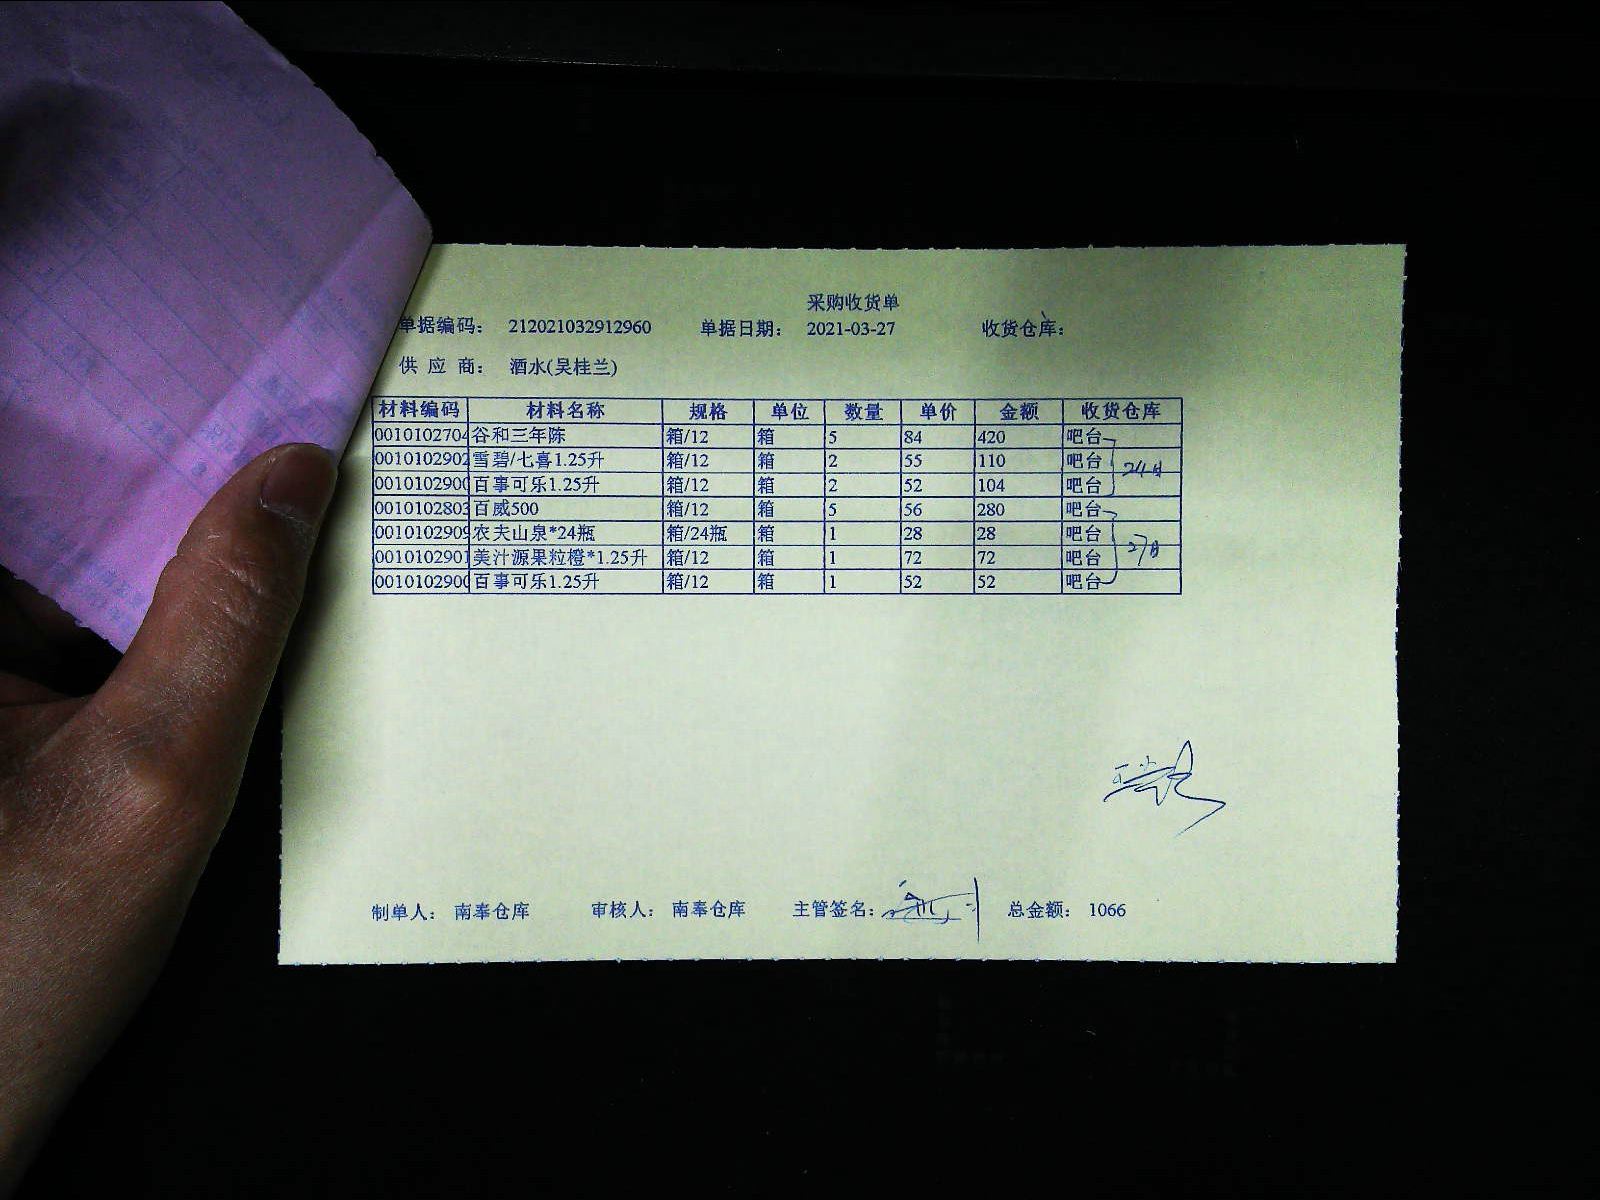 采购收货单
单据编码： 212021032912960 单据日期： 2021-03-27 收货仓库：
供 应 商： 酒水(吴桂兰)
材料编码 材料名称 规格 单位 数量 单价 金额 收货仓库
0010102704 谷和三年陈 箱/12 箱 5 84 420 吧台
0010102902 雪碧/七喜1.25升 箱/12 箱 2 55 110 吧台 24日
0010102900 百事可乐1.25升 箱/12 箱 2 52 104 吧台
0010102803 百威500 箱/12 箱 5 56 280 吧台
0010102909 农夫山泉*24瓶 箱/24瓶 箱 1 28 28 吧台 27日
0010102901 美汁源果粒橙*1.25升 箱/12 箱 1 72 72 吧台
0010102900 百事可乐1.25升 箱/12 箱 1 52 52 吧台
制单人： 南奉仓库 审核人： 南奉仓库 主管签名： 总金额： 1066